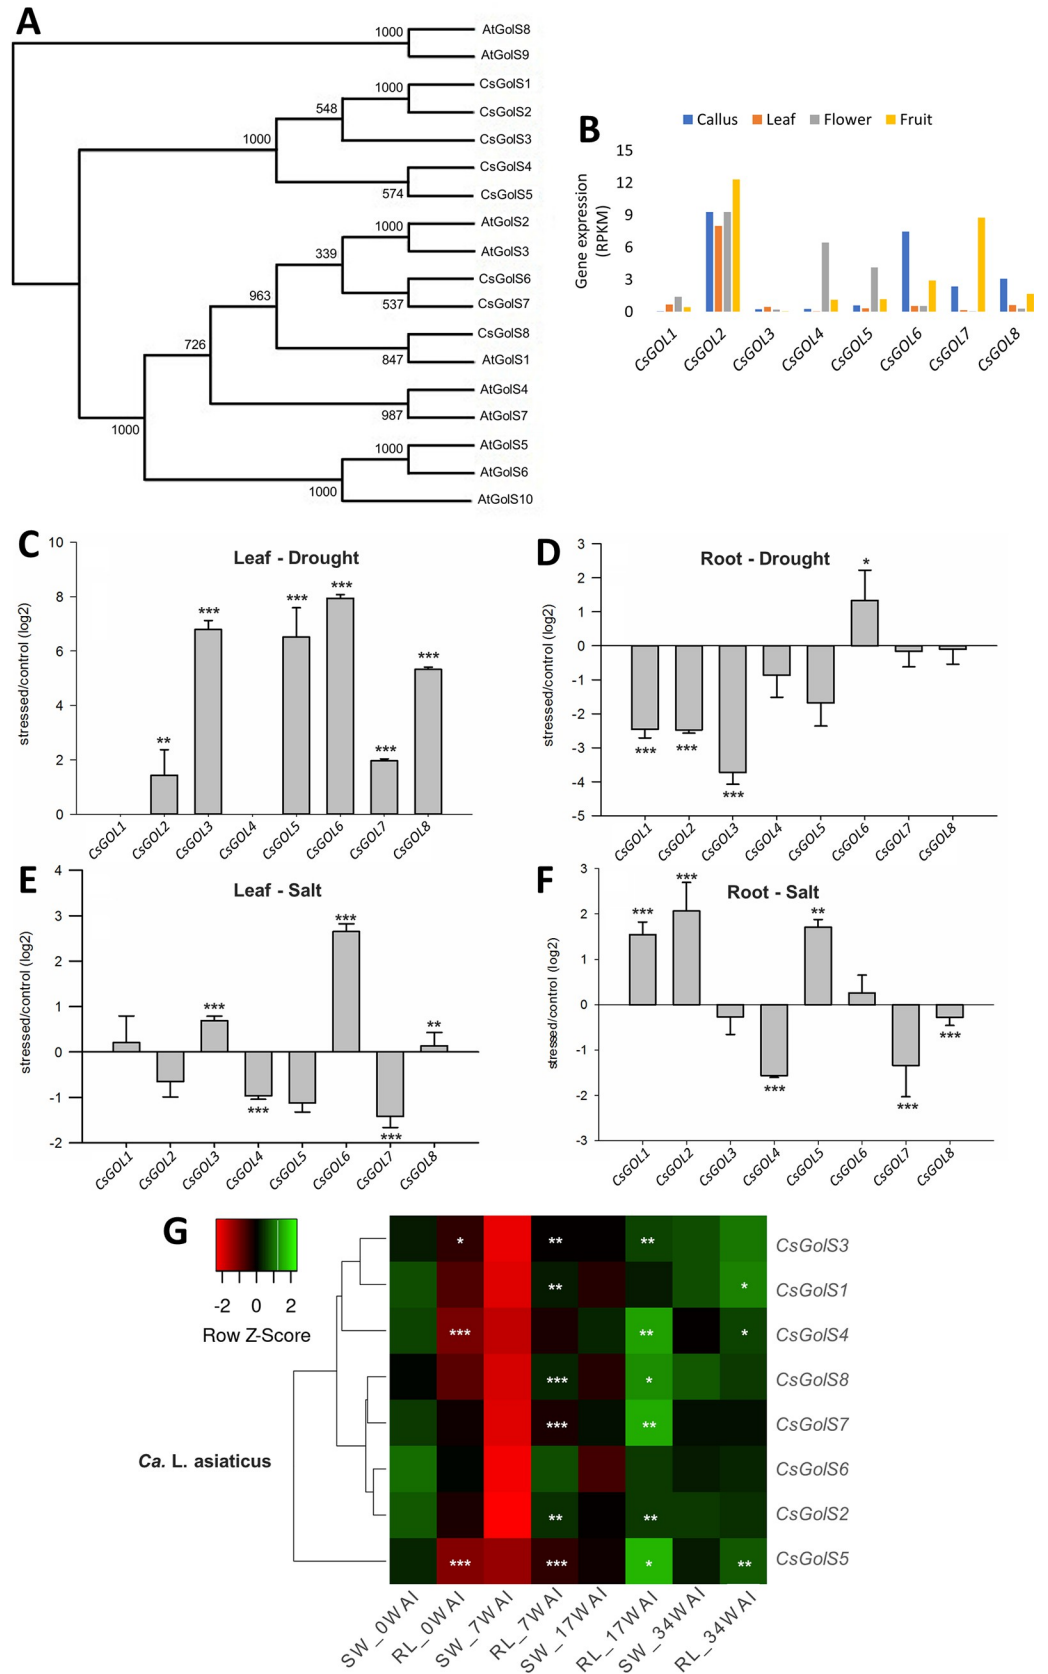 A
1000
AtGolS8
AtGolS9
1000
CsGolS1
548
CsGolS2
1000
CsGolS3
CsGolS4
574
CsGolS5
1000
AtGolS2
339
AtGolS3
963
CsGolS6
537
CsGolS7
726
CsGolS8
847
AtGolS1
AtGolS4
987
AtGolS7
1000
1000
AtGolS5
AtGolS6
1000
AtGolS10
B
Callus Leaf Flower Fruit
Gene expression
(RPKM)
15
12
9
6
3
0
CsGOL1 CsGOL2 CsGOL3 CsGOL4 CsGOL5 CsGOL6 CsGOL7 CsGOL8
C
Leaf - Drought
stressed/control (log2)
10
8
6
4
2
0
** *** *** *** *** ***
CsGOL1 CsGOL2 CsGOL3 CsGOL4 CsGOL5 CsGOL6 CsGOL7 CsGOL8
D
Root - Drought
stressed/control (log2)
3
2
1
0
-1
-2
-3
-4
-5
*** *** *** *
CsGOL1 CsGOL2 CsGOL3 CsGOL4 CsGOL5 CsGOL6 CsGOL7 CsGOL8
E
Leaf - Salt
stressed/control (log2)
4
3
2
1
0
-1
-2
*** *** *** *** **
CsGOL1 CsGOL2 CsGOL3 CsGOL4 CsGOL5 CsGOL6 CsGOL7 CsGOL8
F
Root - Salt
stressed/control (log2)
3
2
1
0
-1
-2
-3
*** *** *** ** *** ***
CsGOL1 CsGOL2 CsGOL3 CsGOL4 CsGOL5 CsGOL6 CsGOL7 CsGOL8
G
-2 0 2
Row Z-Score
Ca. L. asiaticus
* ** ** CsGolS3
** * CsGolS1
*** ** * CsGolS4
*** * CsGolS8
*** ** CsGolS7
CsGolS6
** ** CsGolS2
*** *** * ** CsGolS5
SW_0WAI RL_0WAI SW_7WAI RL_7WAI SW_17WAI RL_17WAI SW_34WAI RL_34WAI